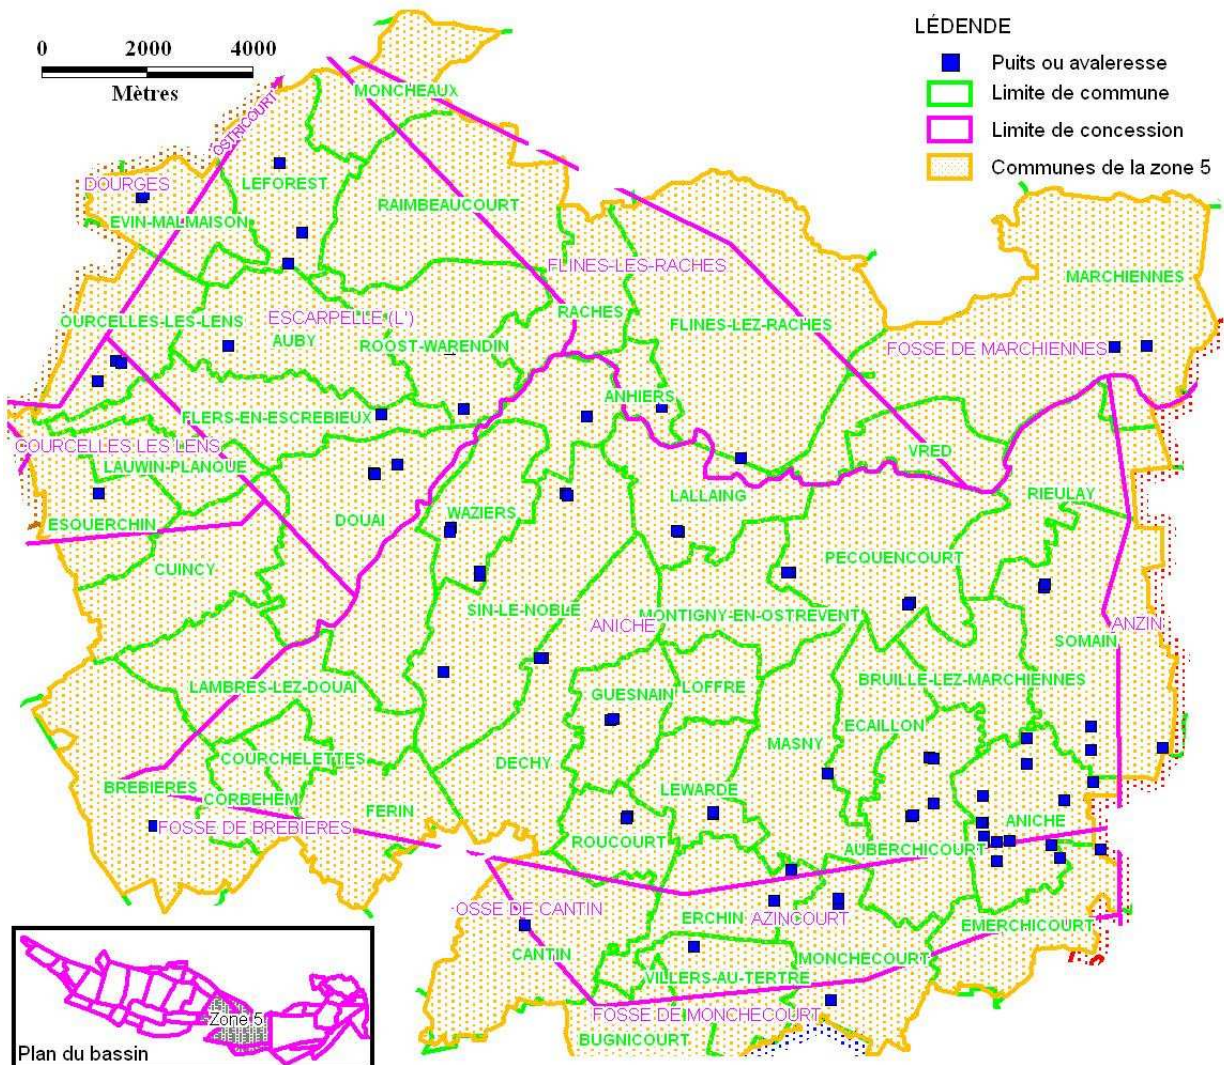 0 2000 4000
Mètres
LÉDENDE
Puits ou avaleresse
Limite de commune
Limite de concession
Communes de la zone 5
MONCHEAUX
OSTRICOURT
DOURGES
LEFOREST
EVIN-MALMAISON
RAIMBEAUCOURT
FLINES-LES-RACHES
MARCHIENNES
OURCELLES-LES-LENS
ESCARPELLE (L')
AUBY
RACHES
ROOST-WARENDIN
FLINES-LEZ-RACHES
FOSSE DE MARCHIENNES
ANHIERS
FLERS-EN-ESCREBIEUX
COURCELLES-LES-LENS
VRED
LAUWIN-PLANQUE
LALLAING
RIEULAY
ESQUERCHIN
DOUAI
WAZIERS
CUINCY
PECQUENCOURT
SIN-LE-NOBLE
ANICHE
MONTIGNY-EN-OSTREVENT
ANZIN
SOMAIN
LAMBRES-LEZ-DOUAI
GUESNAIN
LOFFRE
BRUILLE-LEZ-MARCHIENNES
ECAILLON
MASNY
COURCHELETTES
DECHY
BREBIERES
CORBEHEM
FERIN
LEWARDE
FOSSE DE BREBIERES
ROUCOURT
ANICHE
AUBERCHICOURT
OSSE DE CANTIN
ERCHIN
AZINCOURT
EMERCHICOURT
CANTIN
MONCHECOURT
VILLERS-AU-TERTRE
FOSSE DE MONCHECOURT
BUGNICOURT
Zone 5
Plan du bassin